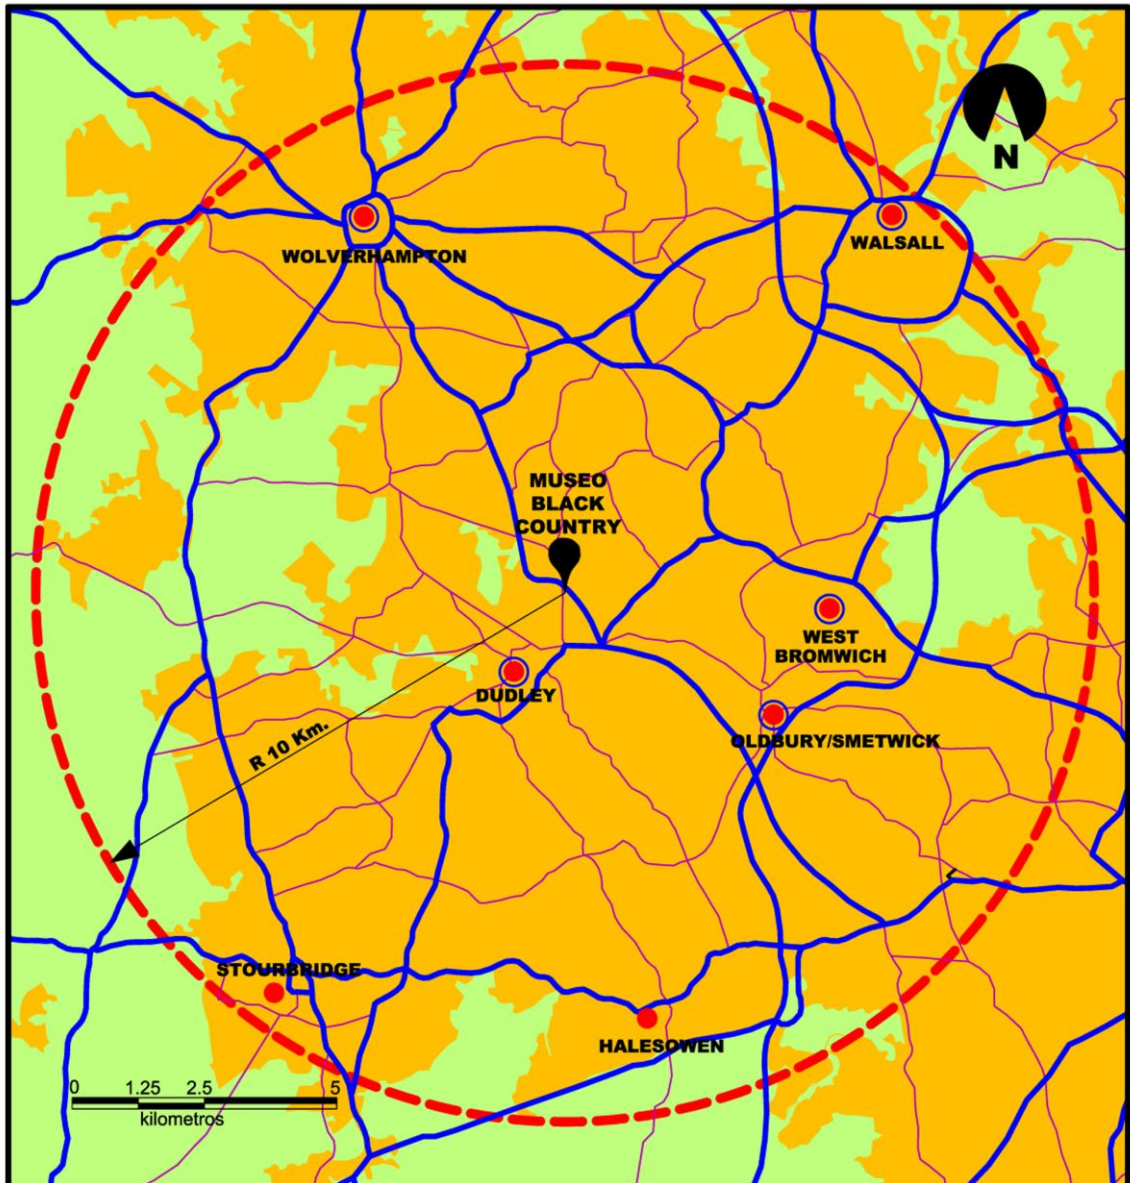 N
WOLVERHAMPTON
WALSALL
MUSEO
BLACK
COUNTRY
WEST
BROMWICH
DUDLEY
OLDBURY/SMETWICK
R 10 Km.
STOURBRIDGE
HALESOWEN
0 1.25 2.5 5
kilometros